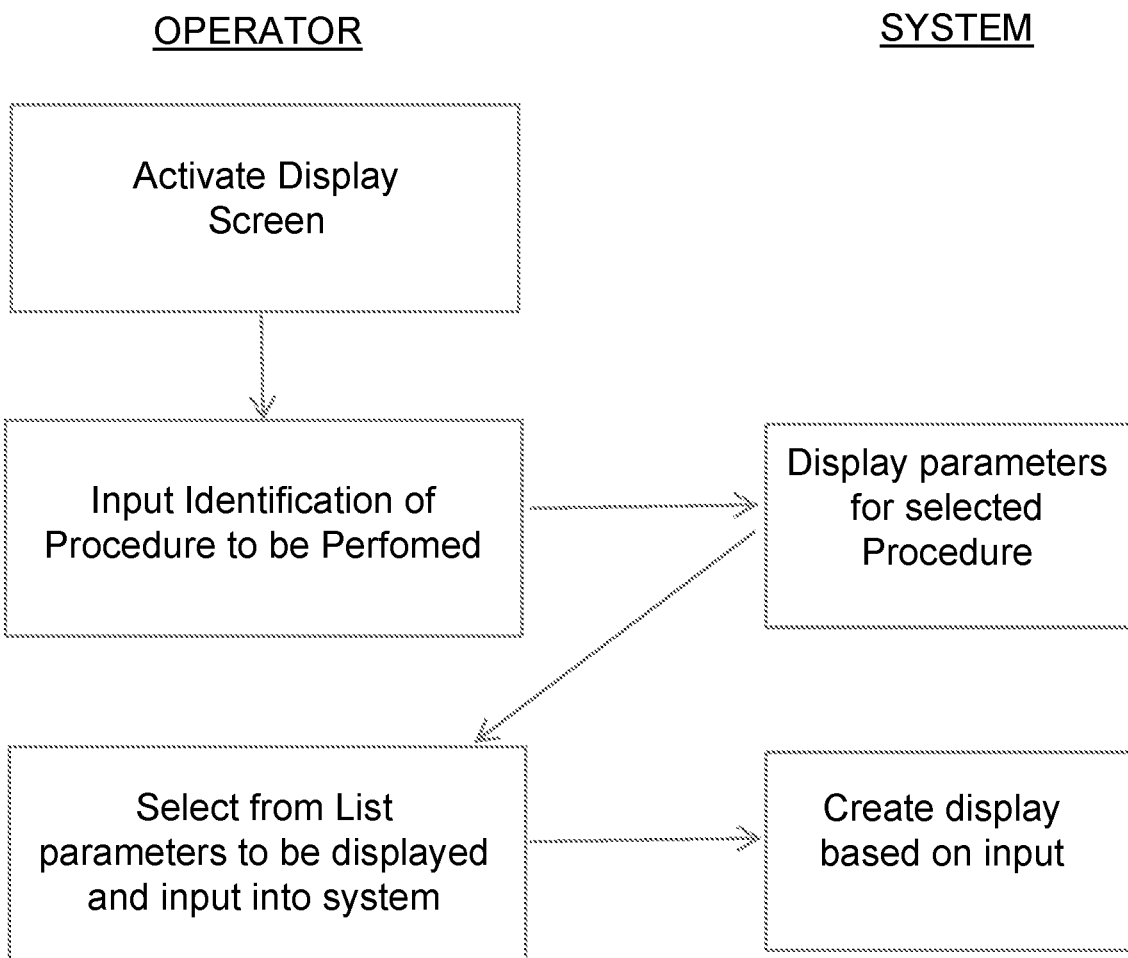 OPERATOR
SYSTEM
Activate Display
Screen
Input Identification of
Procedure to be Perfomed
Display parameters
for selected
Procedure
Select from List
parameters to be displayed
and input into system
Create display
based on input